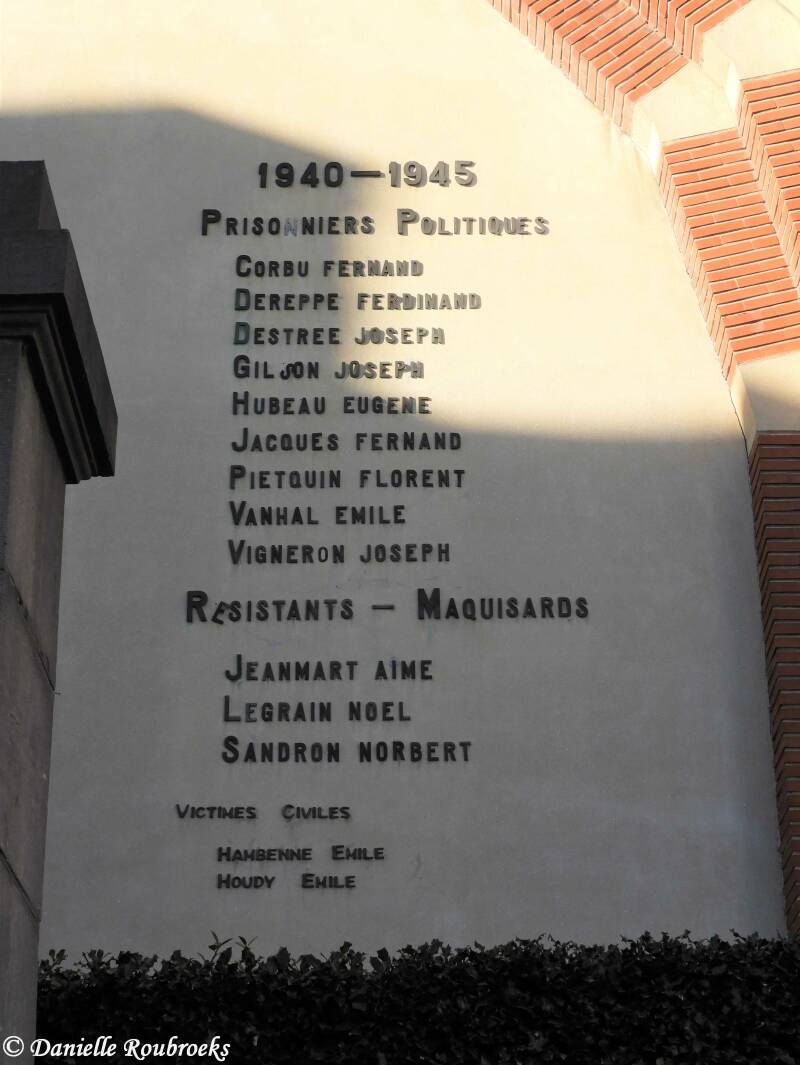 1940–1945
PRISONNIERS POLITIQUES
CORBU FERNAND
DEREPPE FERDINAND
DESTREE JOSEPH
GILSON JOSEPH
HUBEAU EUGENE
JACQUES FERNAND
PIETQUIN FLORENT
VANHAL EMILE
VIGNERON JOSEPH
RESISTANTS – MAQUISARDS
JEANMART AIME
LEGRAIN NOEL
SANDRON NORBERT
VICTIMES CIVILES
HAMBENNE EMILE
HOUDY EMILE
© Danielle Roubroeks